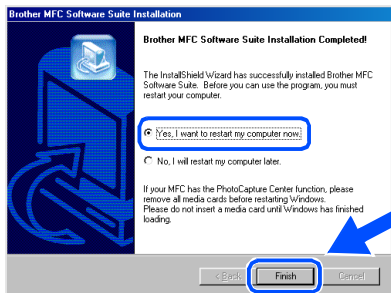 Brother MFC Software Suite Installation
Brother MFC Software Suite Installation Completed!
The InstallShield Wizard has successfully installed Brother MFC
Software Suite. Before you can use the program, you must
restart your computer.
Yes, I want to restart my computer now.
No, I will restart my computer later.
If your MFC has the PhotoCapture Center function, please
remove all media cards before restarting Windows.
Please do not insert a media card until Windows has finished
loading.
< Back
Finish
Cancel